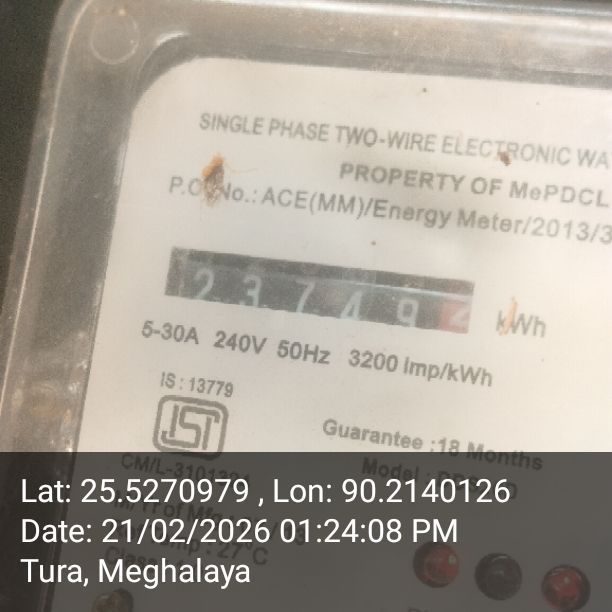 SINGLE PHASE TWO-WIRE ELECTRONIC WA
PROPERTY OF MePDCL
P.O. No.: ACE(MM)/Energy Meter/2013/3
2 3 7 4 9 2 kWh
5-30A 240V 50Hz 3200 imp/kWh
IS : 13779
ISI
Guarantee :18 Months
Lat: 25.5270979 , Lon: 90.2140126
Date: 21/02/2026 01:24:08 PM
Tura, Meghalaya